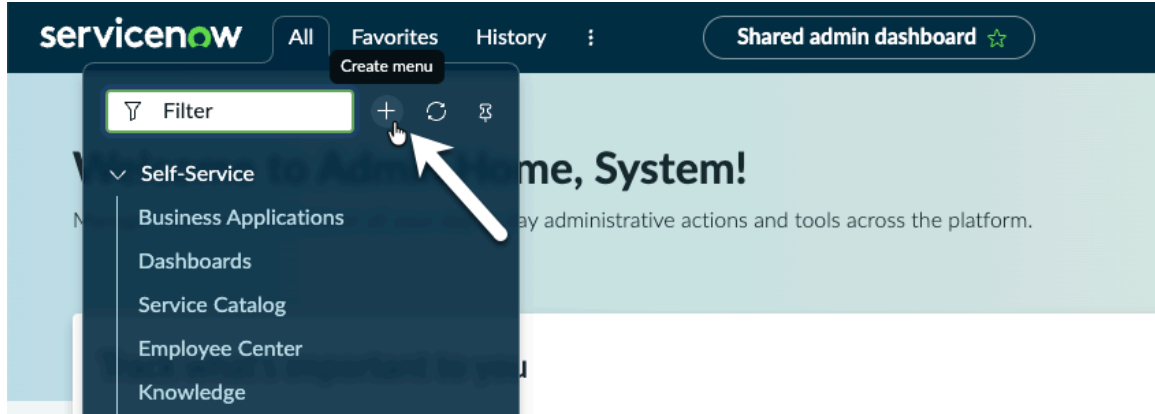 servicenow All Favorites History Shared admin dashboard
Create menu
Filter
me, System!
Self-Service
ay administrative actions and tools across the platform.
Business Applications
Dashboards
Service Catalog
Employee Center
Knowledge